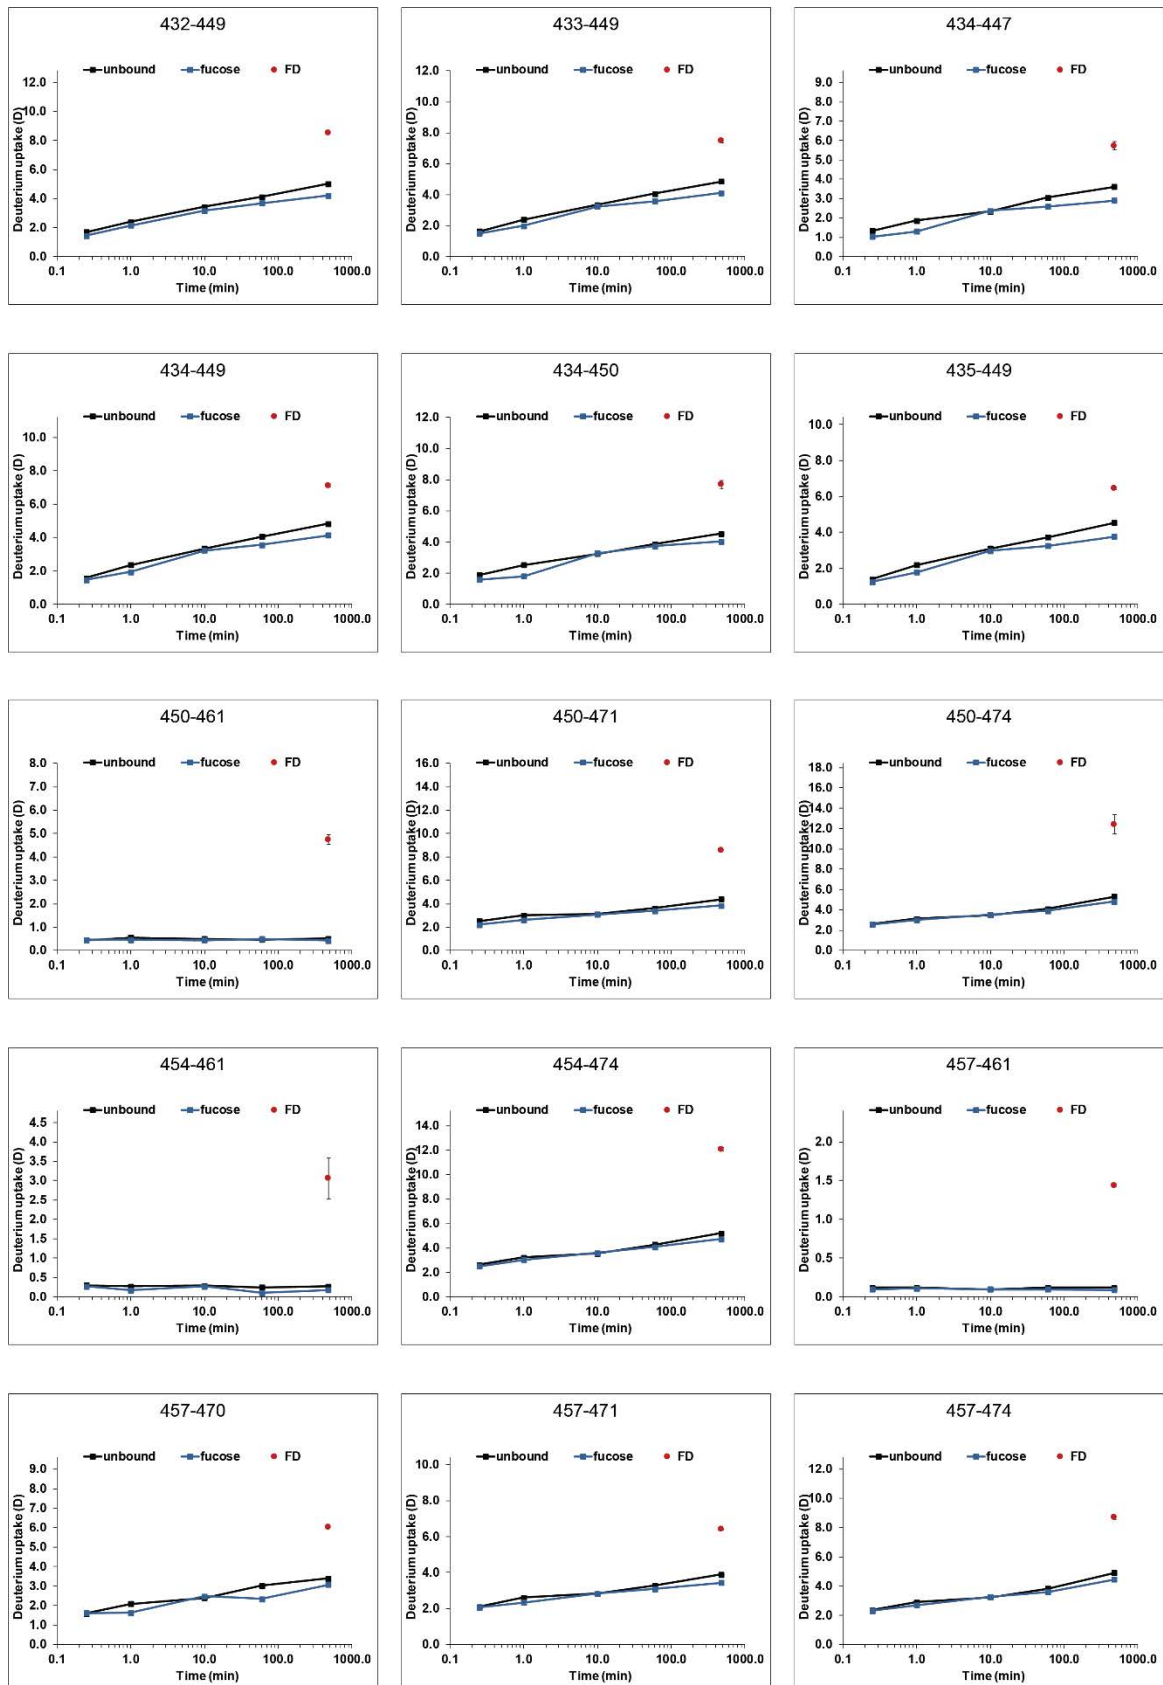 432-449
unbound fucose FD
Deuterium uptake (D)
12.0
10.0
8.0
6.0
4.0
2.0
0.0
0.1 1.0 10.0 100.0 1000.0
Time (min)
433-449
unbound fucose FD
Deuterium uptake (D)
12.0
10.0
8.0
6.0
4.0
2.0
0.0
0.1 1.0 10.0 100.0 1000.0
Time (min)
434-447
unbound fucose FD
Deuterium uptake (D)
9.0
8.0
7.0
6.0
5.0
4.0
3.0
2.0
1.0
0.0
0.1 1.0 10.0 100.0 1000.0
Time (min)
434-449
unbound fucose FD
Deuterium uptake (D)
10.0
8.0
6.0
4.0
2.0
0.0
0.1 1.0 10.0 100.0 1000.0
Time (min)
434-450
unbound fucose FD
Deuterium uptake (D)
12.0
10.0
8.0
6.0
4.0
2.0
0.0
0.1 1.0 10.0 100.0 1000.0
Time (min)
435-449
unbound fucose FD
Deuterium uptake (D)
10.0
8.0
6.0
4.0
2.0
0.0
0.1 1.0 10.0 100.0 1000.0
Time (min)
450-461
unbound fucose FD
Deuterium uptake (D)
8.0
7.0
6.0
5.0
4.0
3.0
2.0
1.0
0.0
0.1 1.0 10.0 100.0 1000.0
Time (min)
450-471
unbound fucose FD
Deuterium uptake (D)
16.0
14.0
12.0
10.0
8.0
6.0
4.0
2.0
0.0
0.1 1.0 10.0 100.0 1000.0
Time (min)
450-474
unbound fucose FD
Deuterium uptake (D)
18.0
16.0
14.0
12.0
10.0
8.0
6.0
4.0
2.0
0.0
0.1 1.0 10.0 100.0 1000.0
Time (min)
454-461
unbound fucose FD
Deuterium uptake (D)
4.5
4.0
3.5
3.0
2.5
2.0
1.5
1.0
0.5
0.0
0.1 1.0 10.0 100.0 1000.0
Time (min)
454-474
unbound fucose FD
Deuterium uptake (D)
14.0
12.0
10.0
8.0
6.0
4.0
2.0
0.0
0.1 1.0 10.0 100.0 1000.0
Time (min)
457-461
unbound fucose FD
Deuterium uptake (D)
2.0
1.5
1.0
0.5
0.0
0.1 1.0 10.0 100.0 1000.0
Time (min)
457-470
unbound fucose FD
Deuterium uptake (D)
9.0
8.0
7.0
6.0
5.0
4.0
3.0
2.0
1.0
0.0
0.1 1.0 10.0 100.0 1000.0
Time (min)
457-471
unbound fucose FD
Deuterium uptake (D)
10.0
8.0
6.0
4.0
2.0
0.0
0.1 1.0 10.0 100.0 1000.0
Time (min)
457-474
unbound fucose FD
Deuterium uptake (D)
12.0
10.0
8.0
6.0
4.0
2.0
0.0
0.1 1.0 10.0 100.0 1000.0
Time (min)